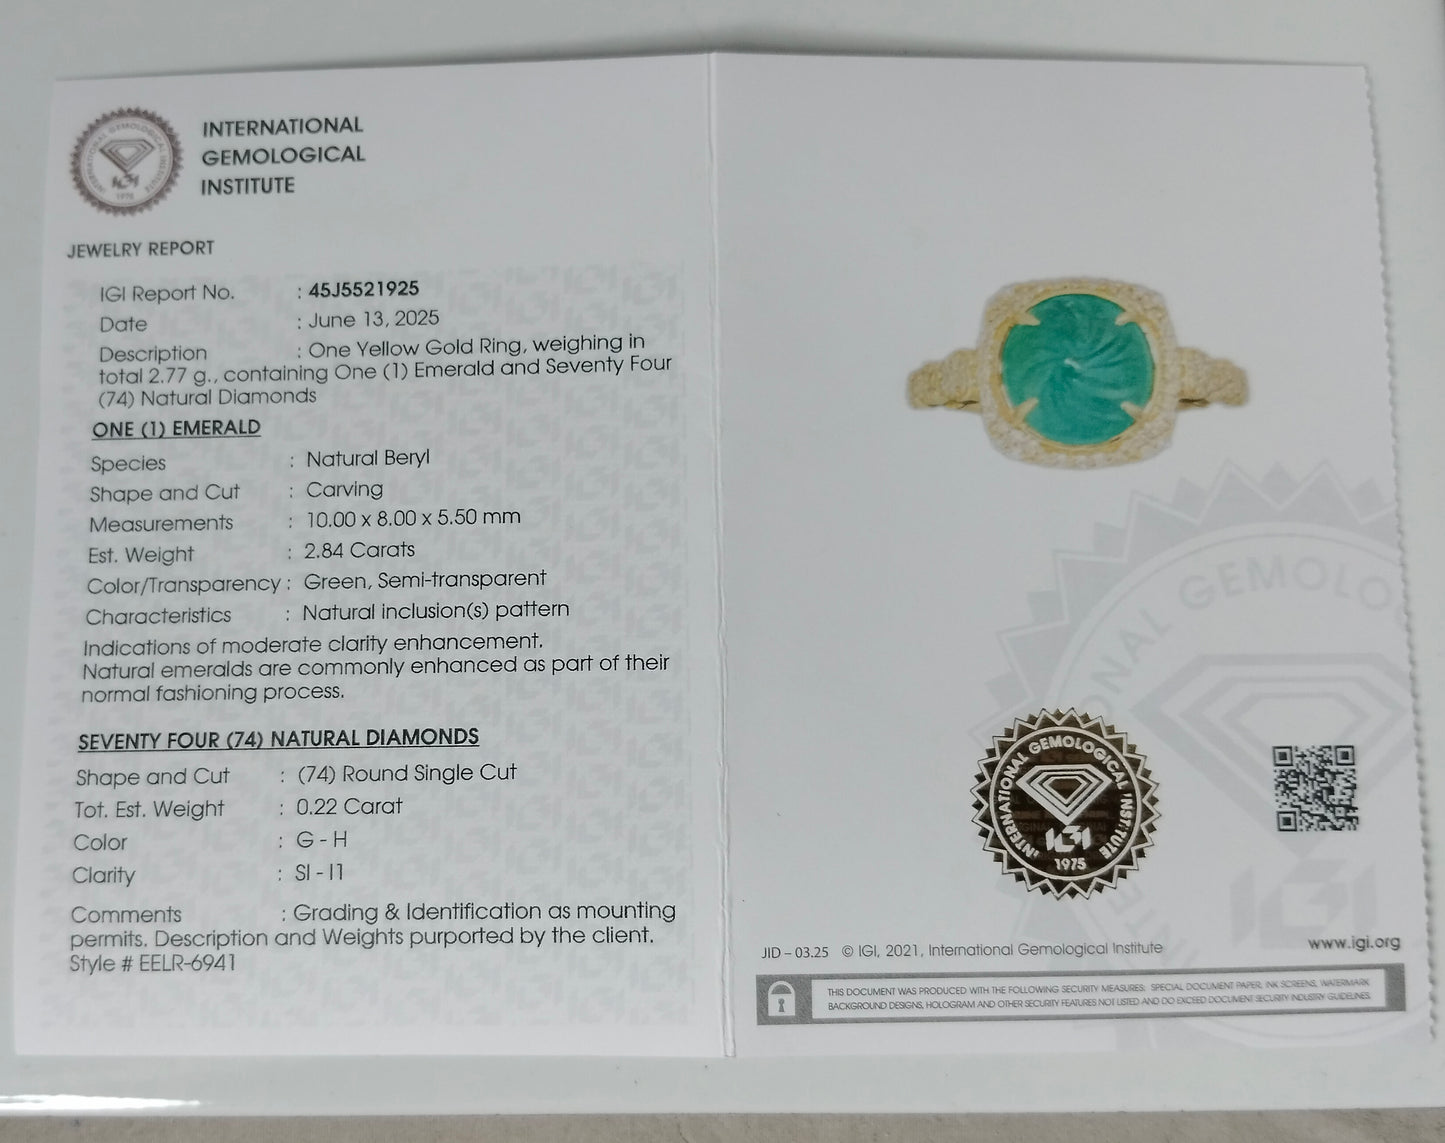 INTERNATIONAL
GEMOLOGICAL
INSTITUTE
INTERNATIONAL GEMOLOGICAL INSTITUTE
IGI
1975
JEWELRY REPORT
IGI Report No. : 45J5521925
Date : June 13, 2025
Description : One Yellow Gold Ring, weighing in
total 2.77 g., containing One (1) Emerald and Seventy Four
(74) Natural Diamonds
ONE (1) EMERALD
Species : Natural Beryl
Shape and Cut : Carving
Measurements : 10.00 x 8.00 x 5.50 mm
Est. Weight : 2.84 Carats
Color/Transparency : Green, Semi-transparent
Characteristics : Natural inclusion(s) pattern
Indications of moderate clarity enhancement.
Natural emeralds are commonly enhanced as part of their
normal fashioning process.
SEVENTY FOUR (74) NATURAL DIAMONDS
Shape and Cut : (74) Round Single Cut
Tot. Est. Weight : 0.22 Carat
Color : G - H
Clarity : SI - I1
Comments : Grading & Identification as mounting
permits. Description and Weights purported by the client.
Style # EELR-6941
INTERNATIONAL GEMOLOGICAL INSTITUTE
IGI
1975
www.igi.org
JID – 03.25 © IGI, 2021, International Gemological Institute
THIS DOCUMENT WAS PRODUCED WITH THE FOLLOWING SECURITY MEASURES: SPECIAL DOCUMENT PAPER, INK SCREENS, WATERMARK
BACKGROUND DESIGNS, HOLOGRAM AND OTHER SECURITY FEATURES NOT LISTED AND DO EXCEED DOCUMENT SECURITY INDUSTRY GUIDELINES.